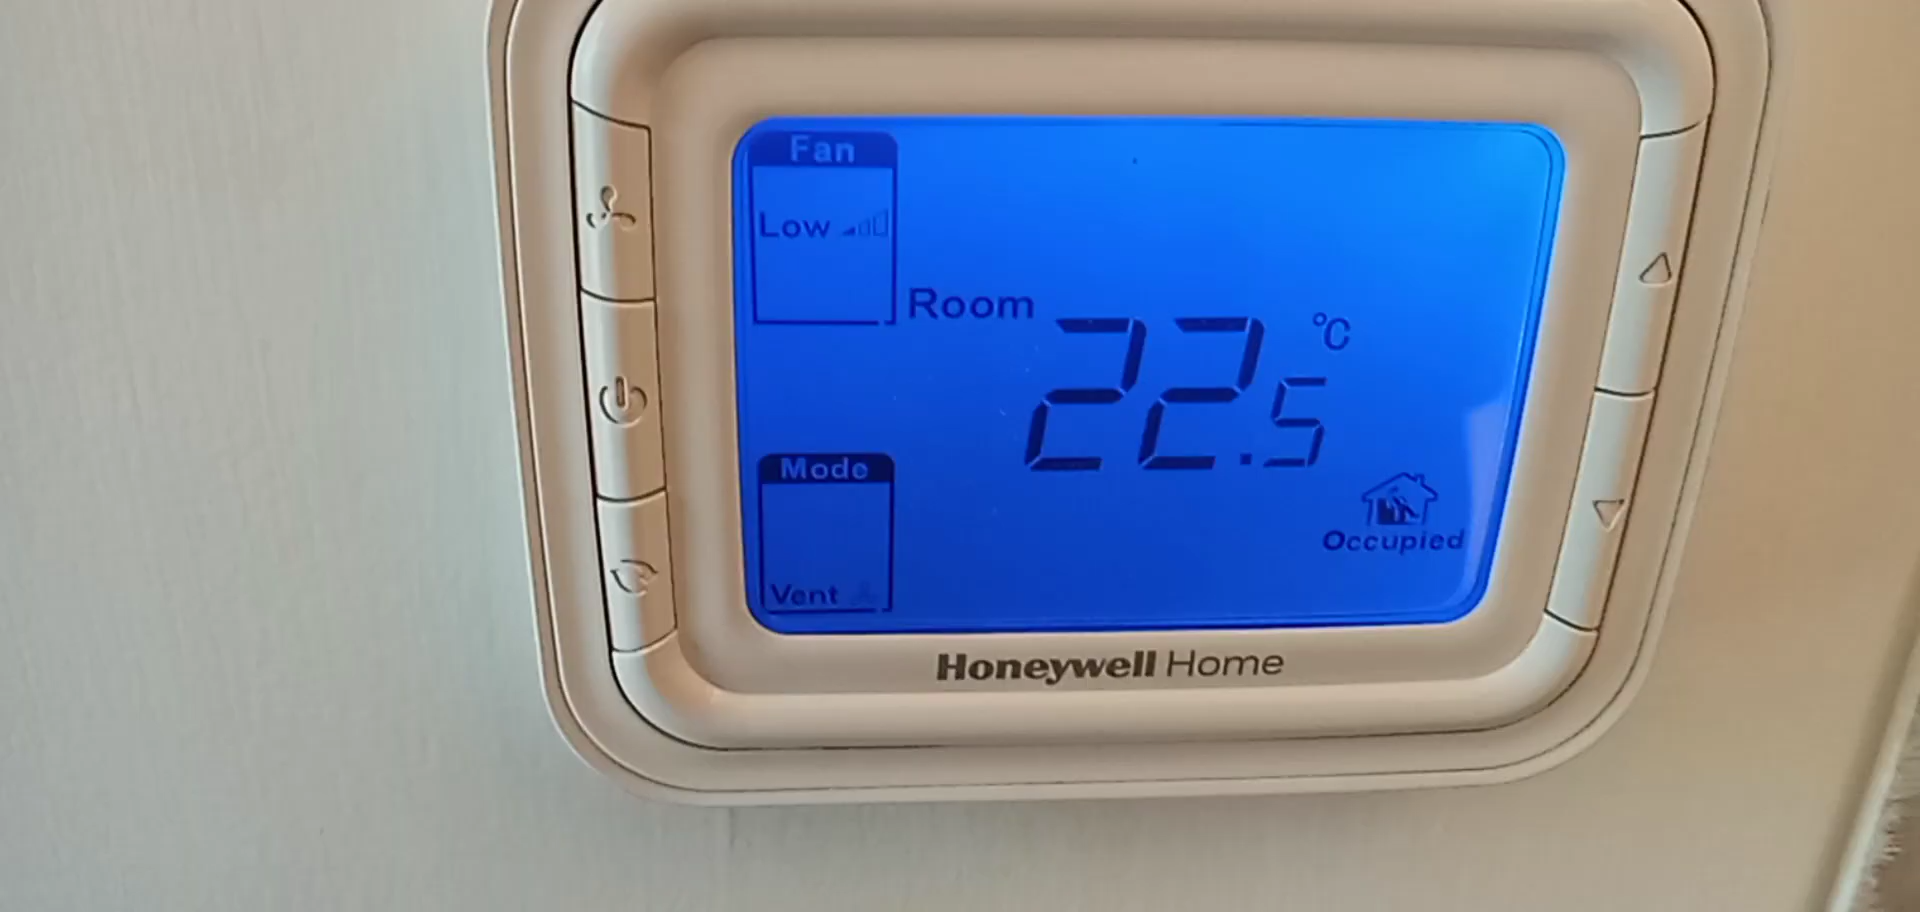 Fan
Low
Room
22.5 °C
Mode
Occupied
Vent
Honeywell Home